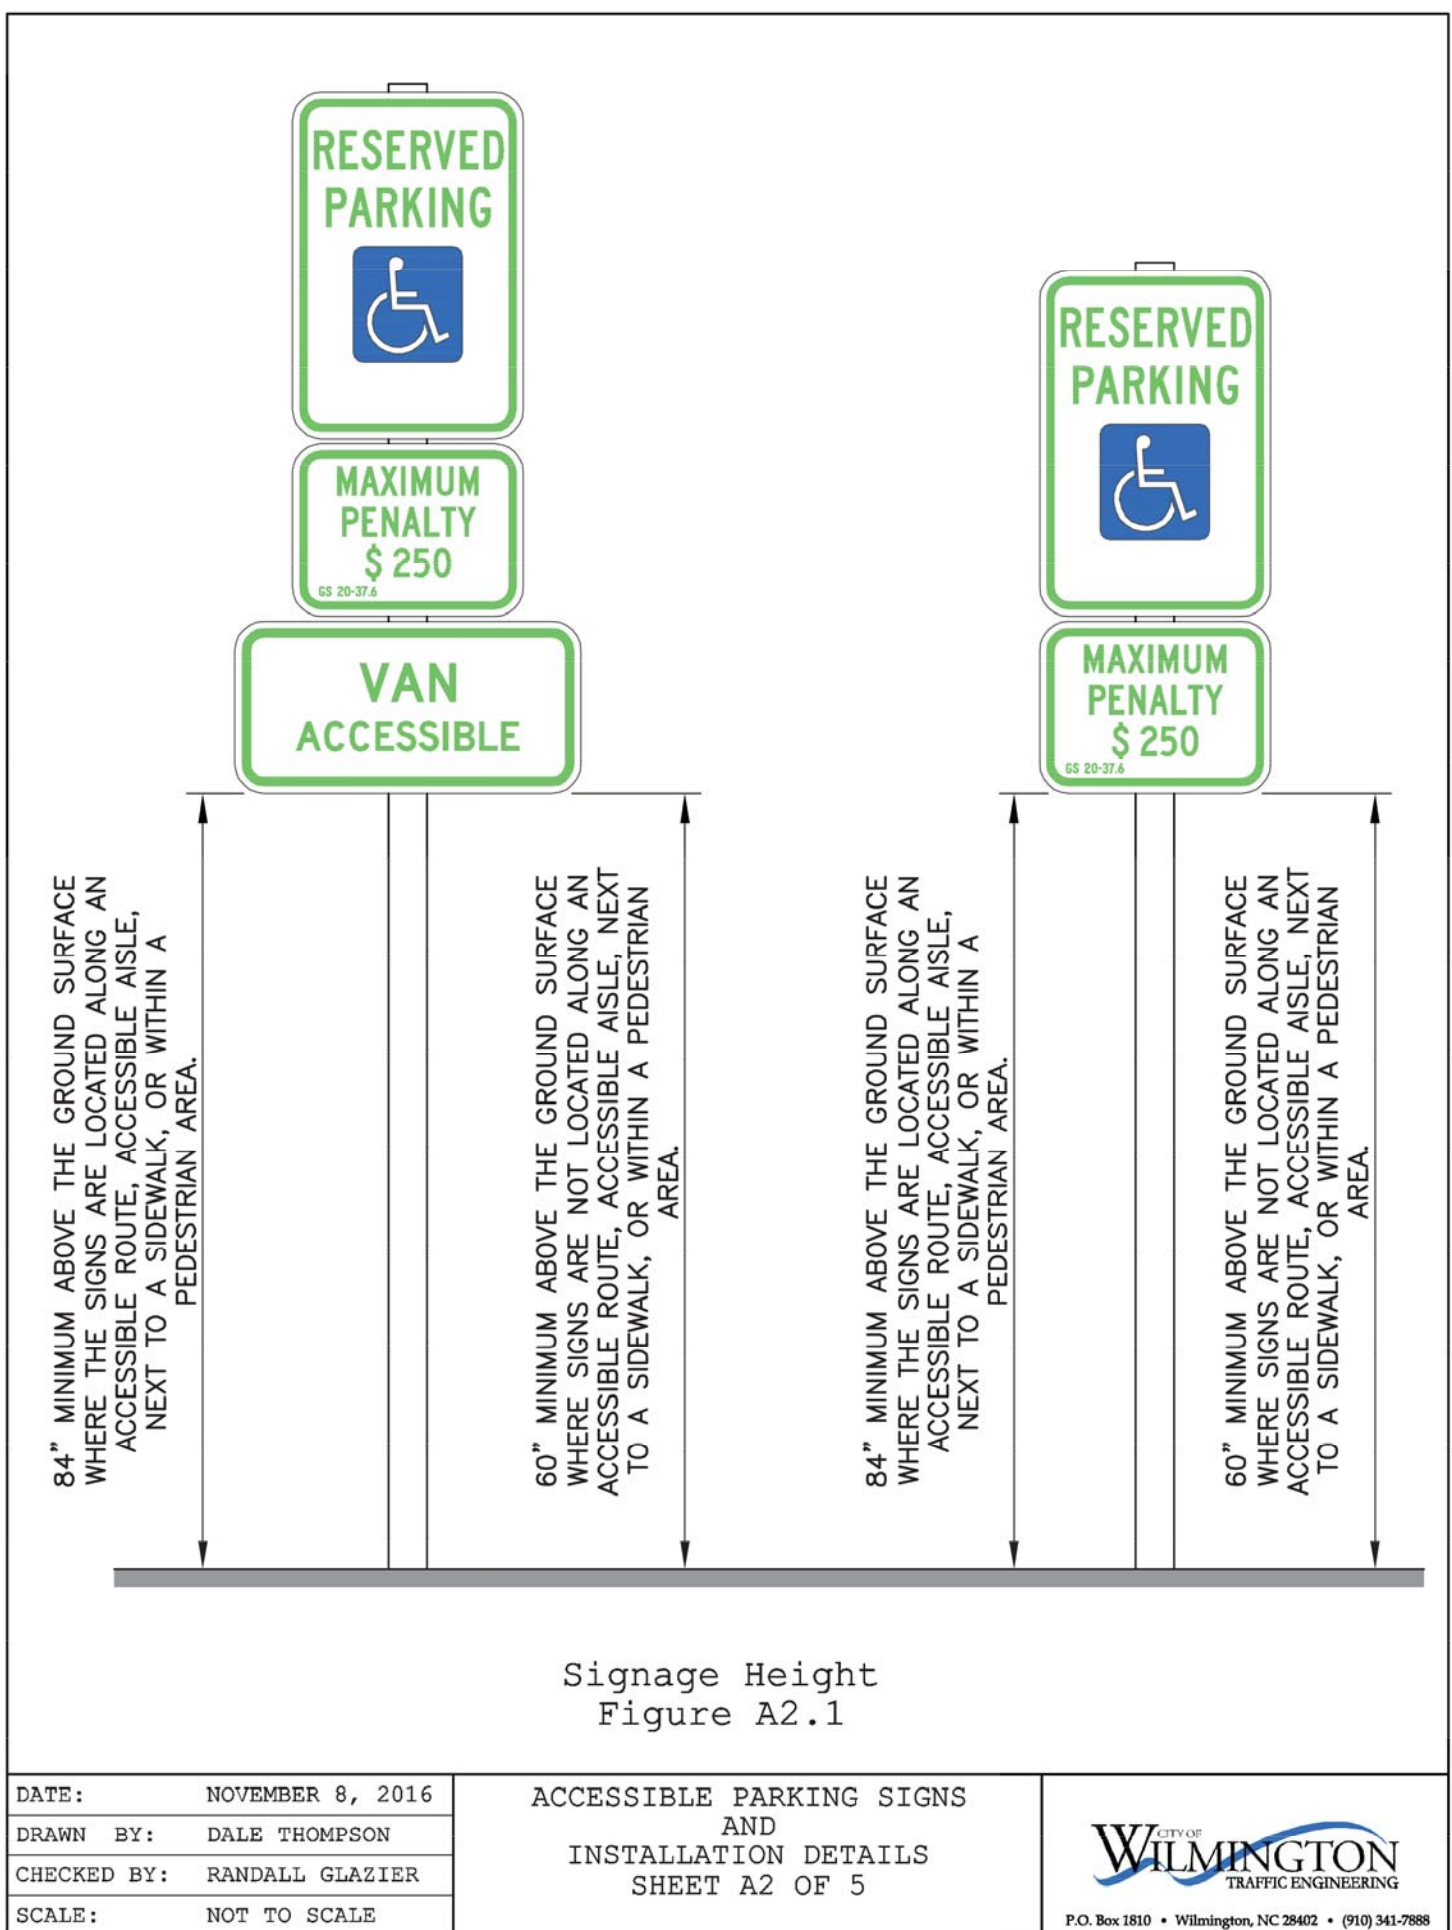 RESERVED
PARKING
MAXIMUM
PENALTY
$ 250
GS 20-37.6
VAN
ACCESSIBLE
RESERVED
PARKING
MAXIMUM
PENALTY
$ 250
GS 20-37.6
84" MINIMUM ABOVE THE GROUND SURFACE
WHERE THE SIGNS ARE LOCATED ALONG AN
ACCESSIBLE ROUTE, ACCESSIBLE AISLE,
NEXT TO A SIDEWALK, OR WITHIN A
PEDESTRIAN AREA.
60" MINIMUM ABOVE THE GROUND SURFACE
WHERE SIGNS ARE NOT LOCATED ALONG AN
ACCESSIBLE ROUTE, ACCESSIBLE AISLE, NEXT
TO A SIDEWALK, OR WITHIN A PEDESTRIAN
AREA.
84" MINIMUM ABOVE THE GROUND SURFACE
WHERE THE SIGNS ARE LOCATED ALONG AN
ACCESSIBLE ROUTE, ACCESSIBLE AISLE,
NEXT TO A SIDEWALK, OR WITHIN A
PEDESTRIAN AREA.
60" MINIMUM ABOVE THE GROUND SURFACE
WHERE SIGNS ARE NOT LOCATED ALONG AN
ACCESSIBLE ROUTE, ACCESSIBLE AISLE, NEXT
TO A SIDEWALK, OR WITHIN A PEDESTRIAN
AREA.
Signage Height
Figure A2.1
DATE: NOVEMBER 8, 2016
DRAWN BY: DALE THOMPSON
CHECKED BY: RANDALL GLAZIER
SCALE: NOT TO SCALE
ACCESSIBLE PARKING SIGNS
AND
INSTALLATION DETAILS
SHEET A2 OF 5
CITY OF
WILMINGTON
TRAFFIC ENGINEERING
P.O. Box 1810 • Wilmington, NC 28402 • (910) 341-7888